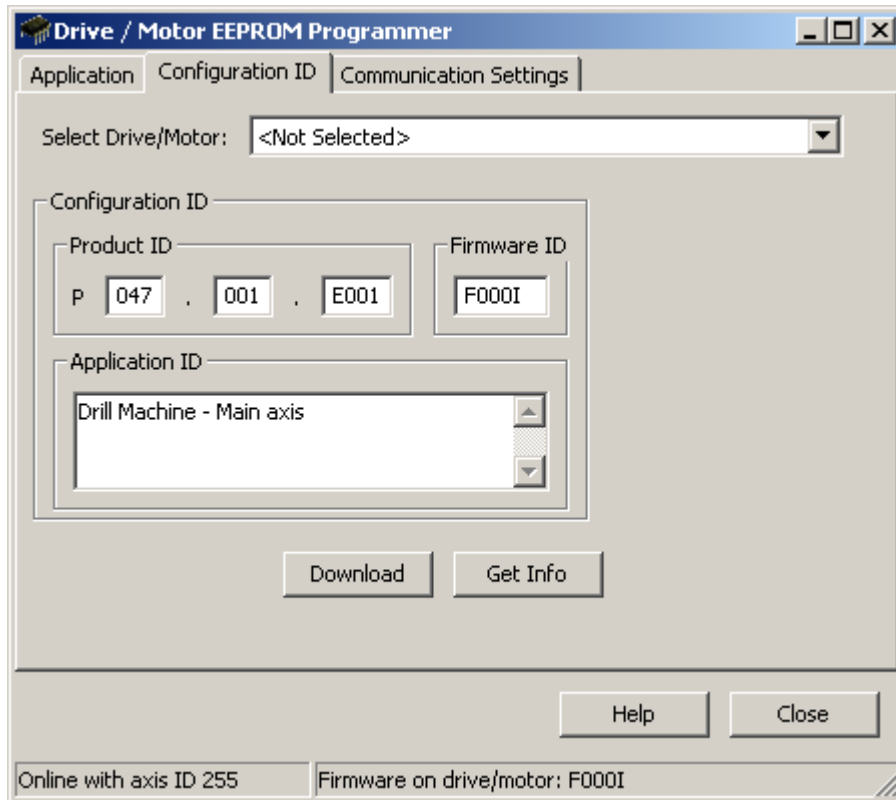 Drive / Motor EEPROM Programmer
Application Configuration ID Communication Settings
Select Drive/Motor: <Not Selected>
Configuration ID
Product ID Firmware ID
P 047 . 001 . E001 F000I
Application ID
Drill Machine - Main axis
Download Get Info
Help Close
Online with axis ID 255 Firmware on drive/motor: F000I